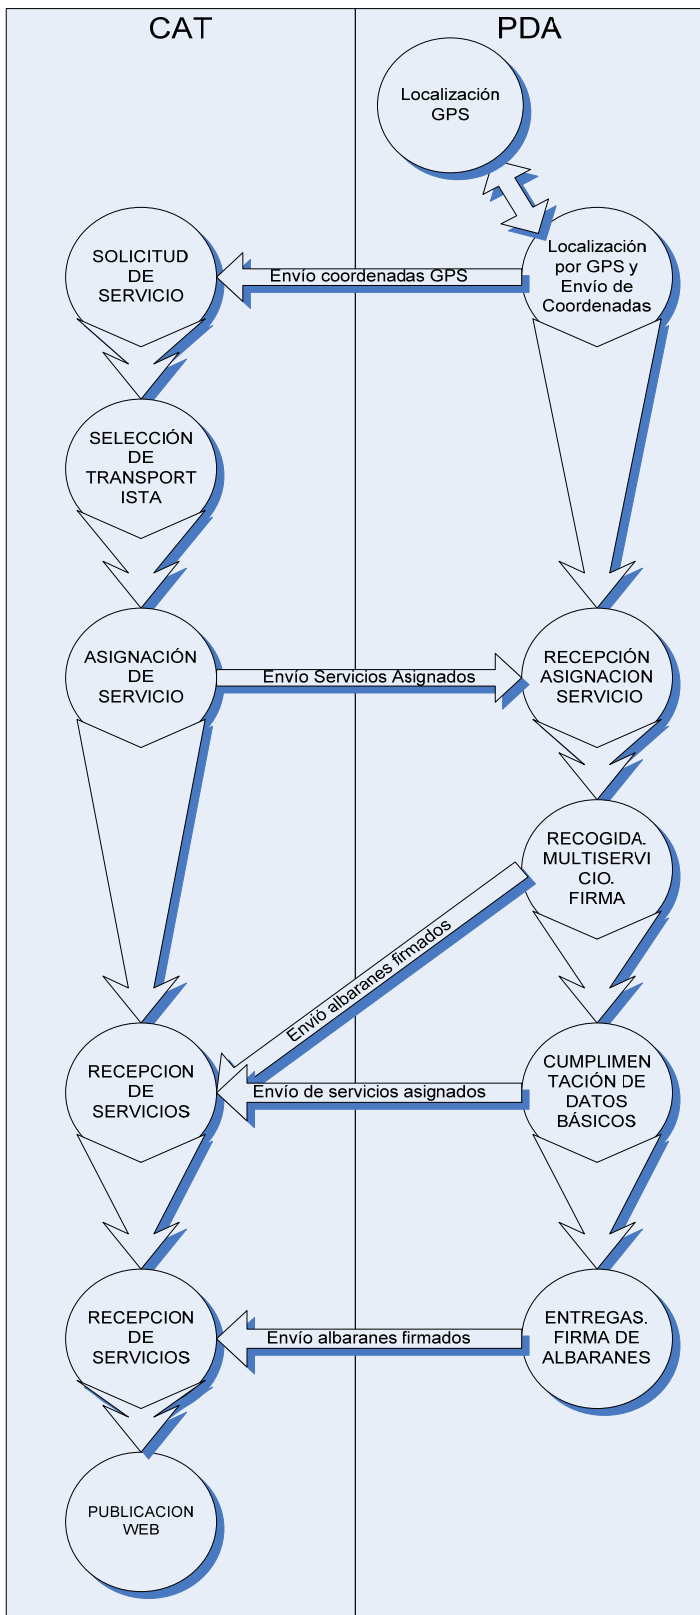 CAT
PDA
Localización
GPS
SOLICITUD
DE
SERVICIO
Envío coordenadas GPS
Localización
por GPS y
Envío de
Coordenadas
SELECCIÓN
DE
TRANSPORT
ISTA
ASIGNACIÓN
DE
SERVICIO
Envío Servicios Asignados
RECEPCIÓN
ASIGNACION
SERVICIO
RECOGIDA.
MULTISERVI
CIO.
FIRMA
Envió albaranes firmados
RECEPCION
DE
SERVICIOS
Envío de servicios asignados
CUMPLIMEN
TACIÓN DE
DATOS
BÁSICOS
RECEPCION
DE
SERVICIOS
Envío albaranes firmados
ENTREGAS.
FIRMA DE
ALBARANES
PUBLICACION
WEB